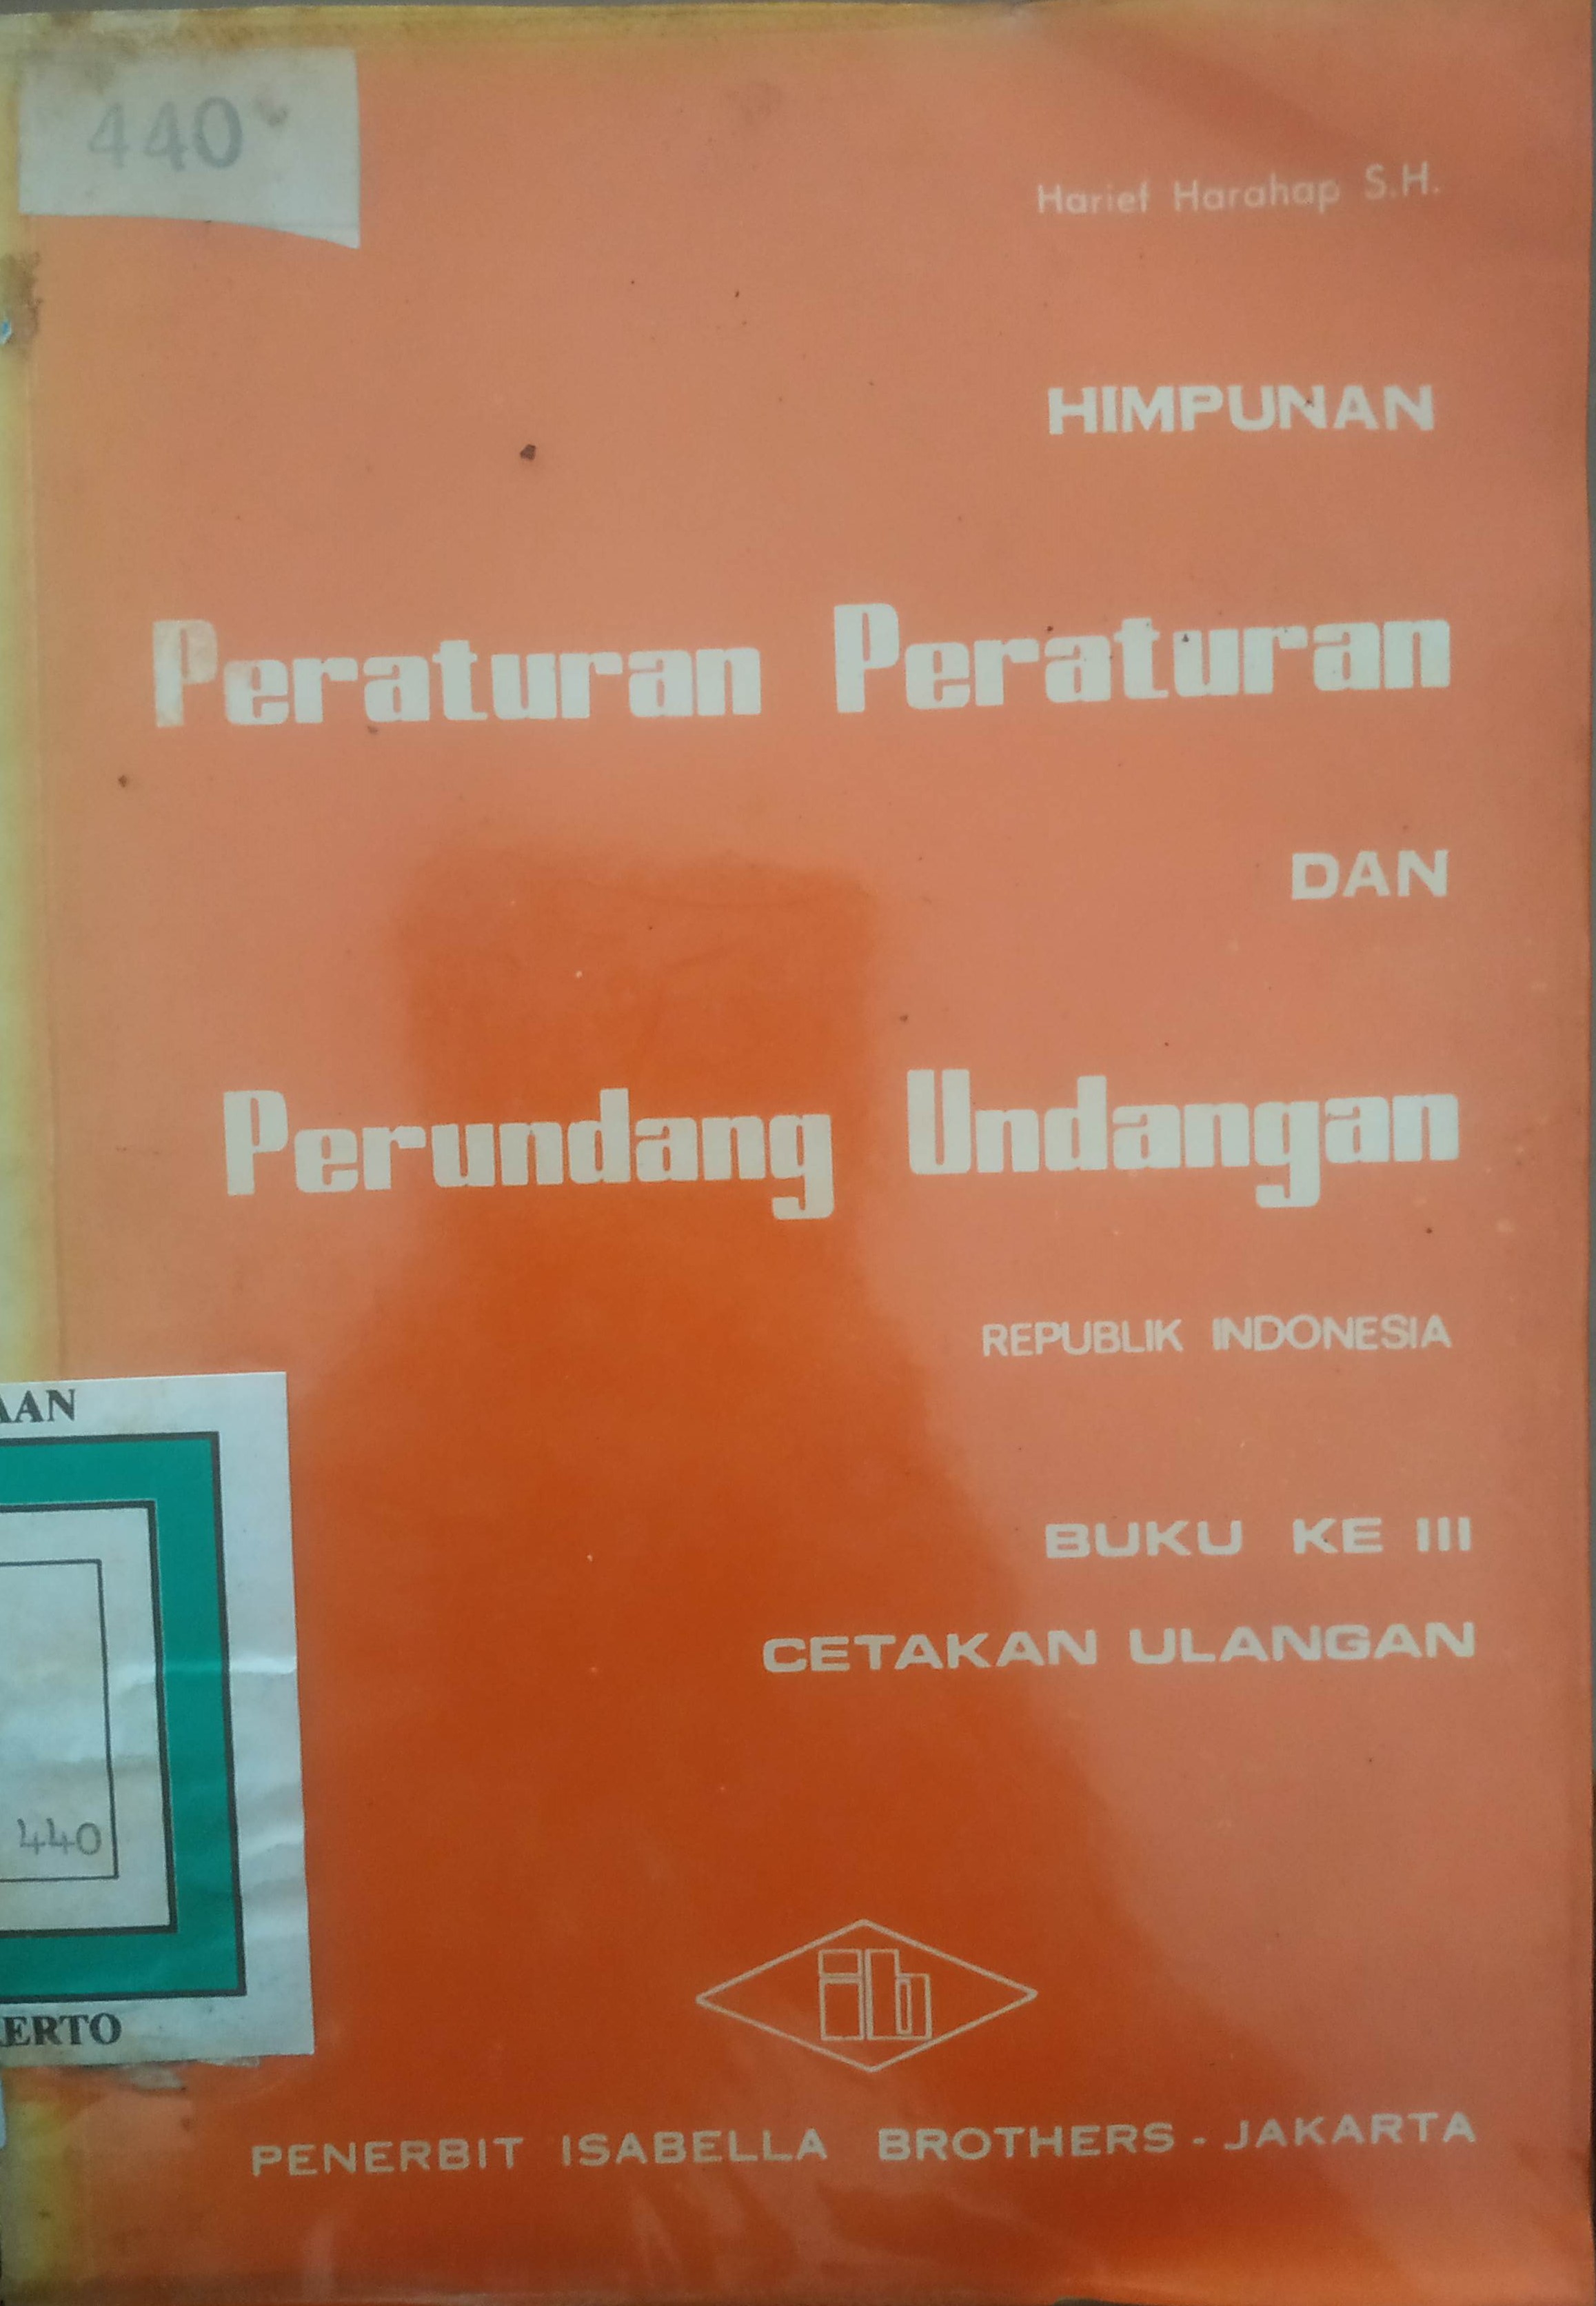 440
Harief Harahap S.H.
HIMPUNAN
Peraturan Peraturan
DAN
Perundang Undangan
REPUBLIK INDONESIA
AAN
BUKU KE III
CETAKAN ULANGAN
440
ib
ERTO
PENERBIT ISABELLA BROTHERS - JAKARTA